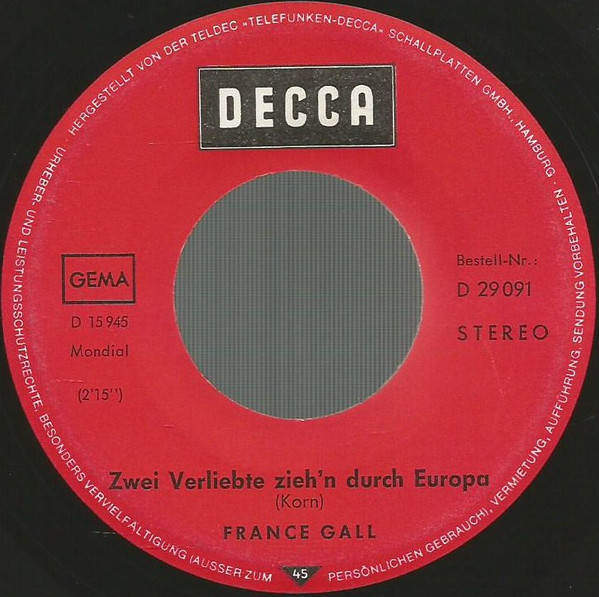 · HERGESTELLT VON DER TELDEC »TELEFUNKEN-DECCA« SCHALLPLATTEN GMBH., HAMBURG ·
DECCA
GEMA
D 15 945
Mondial
(2'15'')
Bestell-Nr.:
D 29 091
STEREO
Zwei Verliebte zieh'n durch Europa
(Korn)
FRANCE GALL
URHEBER- UND LEISTUNGSSCHUTZRECHTE, BESONDERS VERVIELFÄLTIGUNG (AUSSER ZUM PERSÖNLICHEN GEBRAUCH), VERMIETUNG, AUFFÜHRUNG, SENDUNG VORBEHALTEN
45